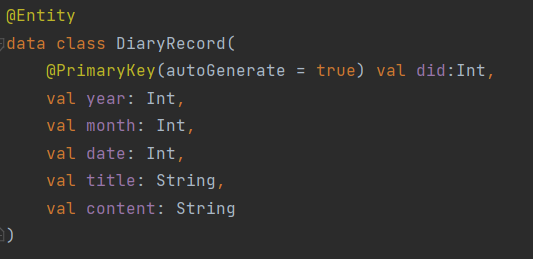 @Entity
data class DiaryRecord(
@PrimaryKey(autoGenerate = true) val did:Int,
val year: Int,
val month: Int,
val date: Int,
val title: String,
val content: String
)